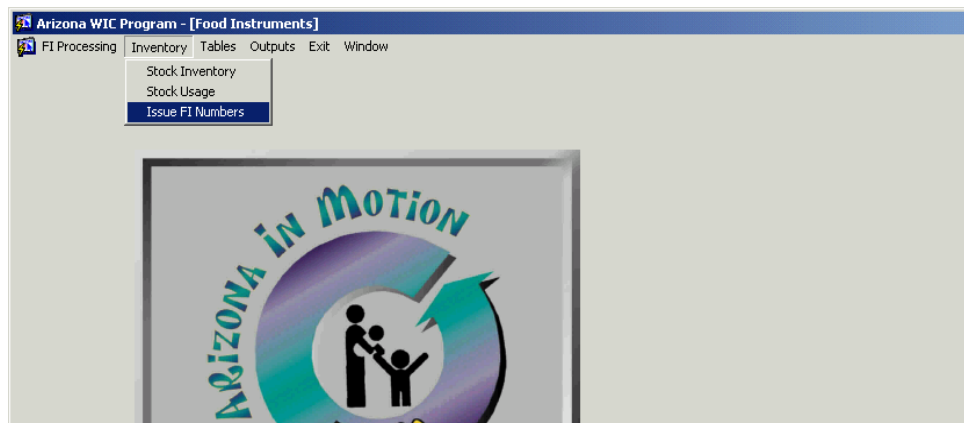 Arizona WIC Program - [Food Instruments]
FI Processing Inventory Tables Outputs Exit Window
Stock Inventory
Stock Usage
Issue FI Numbers
ARIZONA IN MOTION